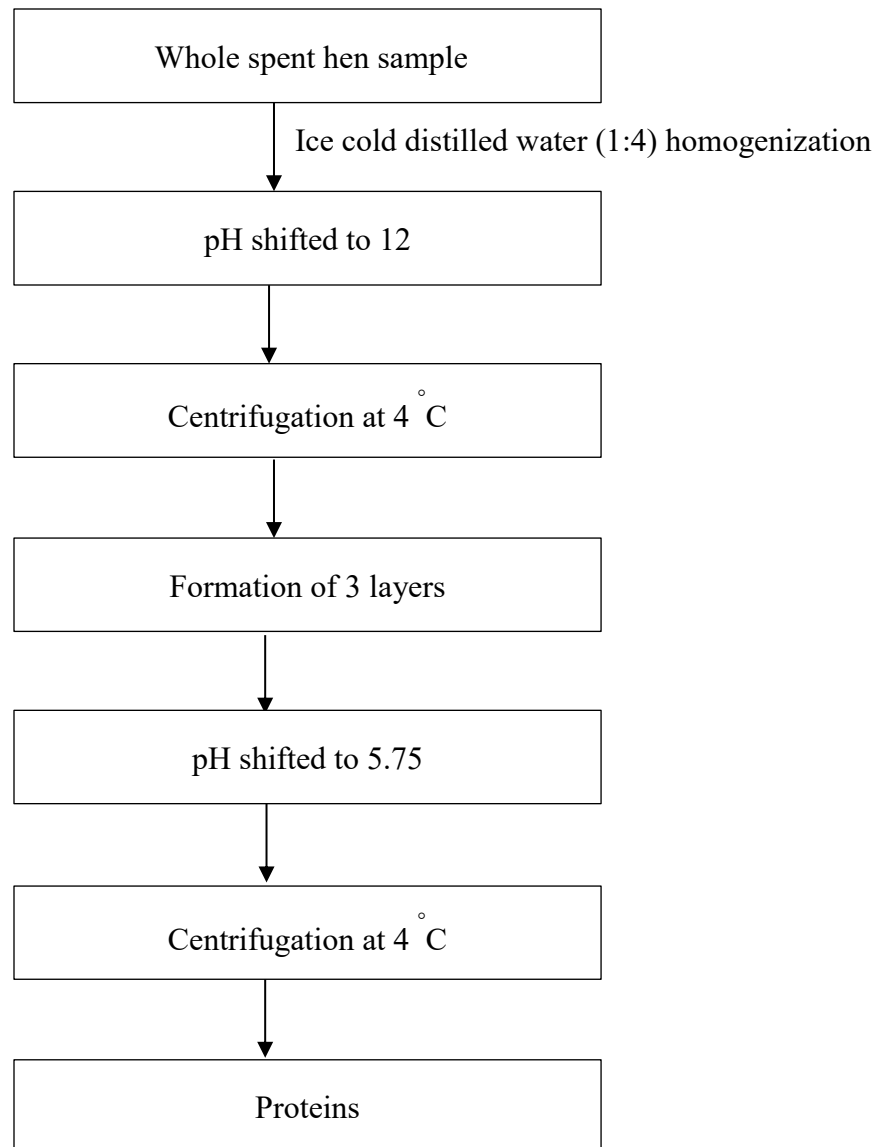 Whole spent hen sample
Ice cold distilled water (1:4) homogenization
pH shifted to 12
Centrifugation at 4 °C
Formation of 3 layers
pH shifted to 5.75
Centrifugation at 4 °C
Proteins